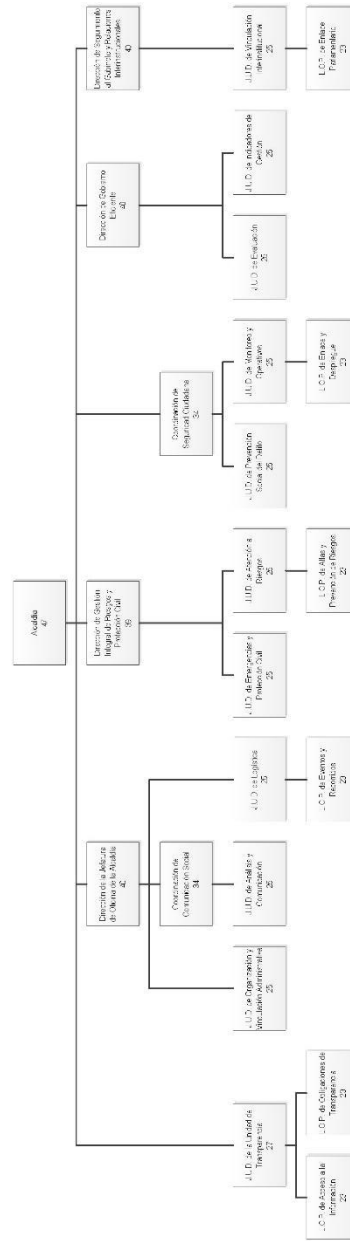 Alcaldía
47
Dirección de la Jefatura
de Oficina de la Alcaldía
40
Dirección de Gestión
Integral de Riesgos y
Protección Civil
39
Dirección de Gobierno
Eficiente
40
Dirección de Seguimiento
al Gabinete y Relaciones
Interinstitucionales
40
Coordinación de
Comunicación Social
34
Coordinación de
Seguridad Ciudadana
34
J.U.D. de la Unidad de
Transparencia
27
J.U.D. de Organización y
Vinculación Administrativa
25
J.U.D. de Análisis y
Comunicación
25
J.U.D. de Logística
25
J.U.D. de Emergencias y
Protección Civil
25
J.U.D. de Atención a
Riesgos
25
J.U.D. de Prevención
Social del Delito
25
J.U.D. de Monitoreo y
Operativos
25
J.U.D. de Evaluación
25
J.U.D. de Indicadores de
Gestión
25
J.U.D. de Vinculación
Interinstitucional
25
L.C.P. de Acceso a la
Información
23
L.C.P. de Obligaciones de
Transparencia
23
L.C.P. de Eventos y
Recorridos
23
L.C.P. de Atlas y
Prevención de Riesgos
23
L.C.P. de Enlace y
Despliegue
23
L.C.P. de Enlace
Parlamentario
23